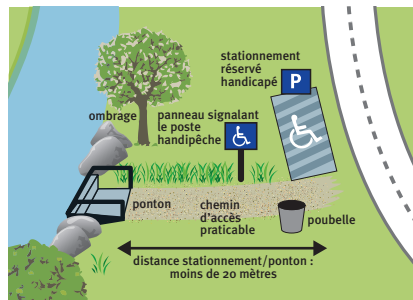 stationnement
réservé
handicapé
P
ombrage
panneau signalant
le poste
handipêche
ponton
chemin
d'accès
praticable
poubelle
distance stationnement/ponton :
moins de 20 mètres